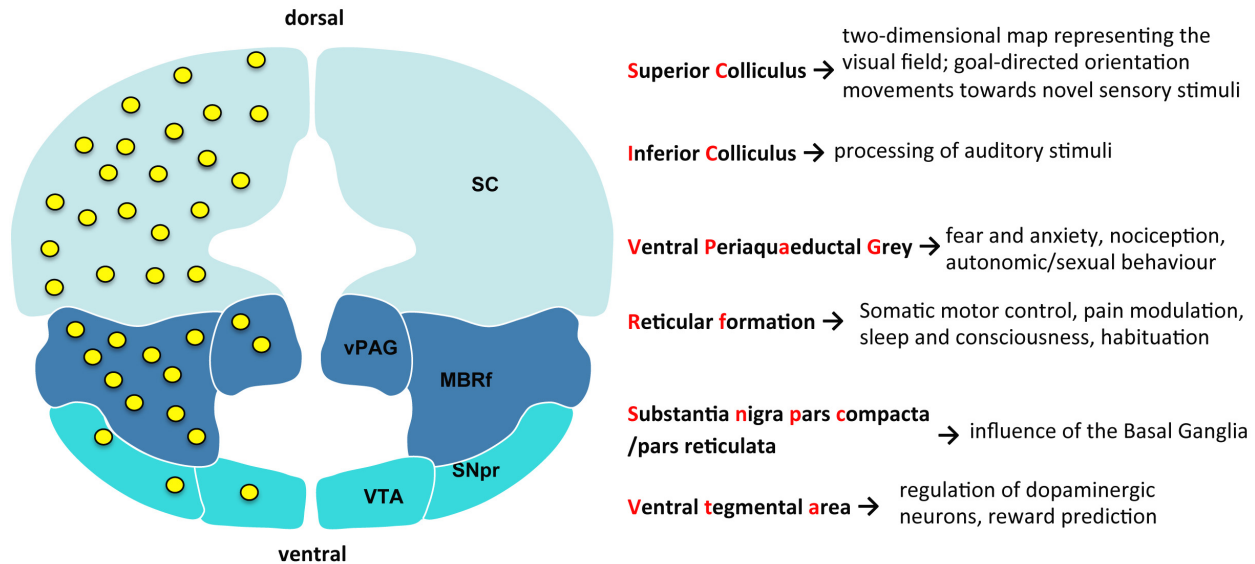 dorsal
SC
vPAG
MBRf
SNpr
VTA
ventral
Superior Colliculus → two-dimensional map representing the
visual field; goal-directed orientation
movements towards novel sensory stimuli
Inferior Colliculus → processing of auditory stimuli
Ventral Periaquaeductal Grey → fear and anxiety, nociception,
autonomic/sexual behaviour
Reticular formation → Somatic motor control, pain modulation,
sleep and consciousness, habituation
Substantia nigra pars compacta
/pars reticulata → influence of the Basal Ganglia
Ventral tegmental area → regulation of dopaminergic
neurons, reward prediction